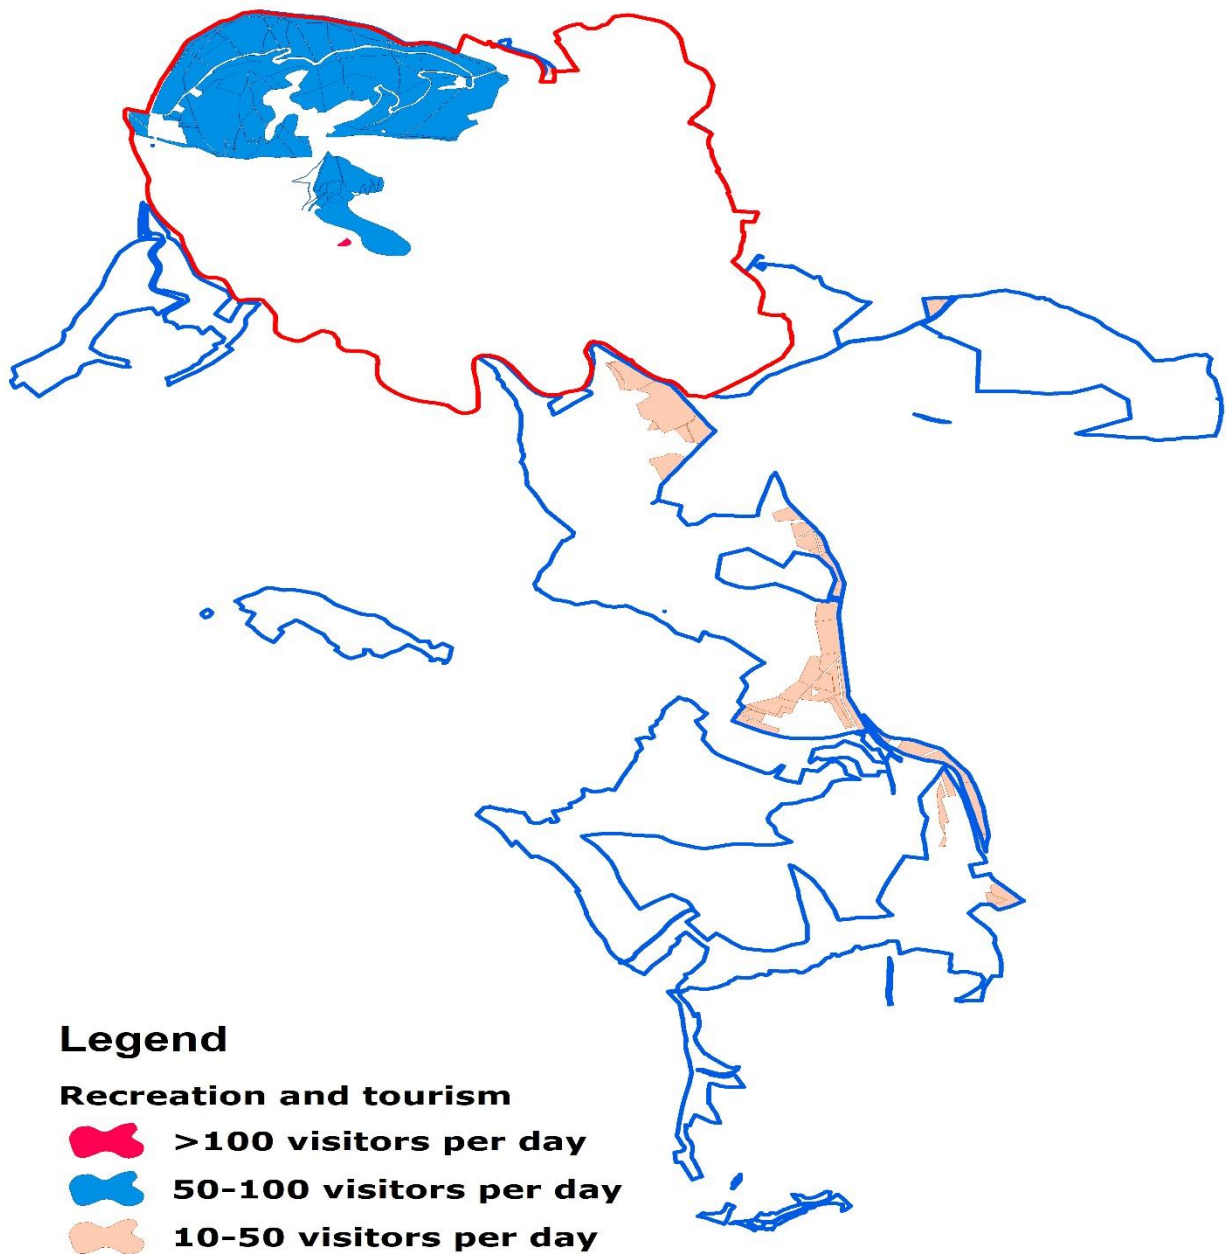 Legend
Recreation and tourism
>100 visitors per day
50-100 visitors per day
10-50 visitors per day